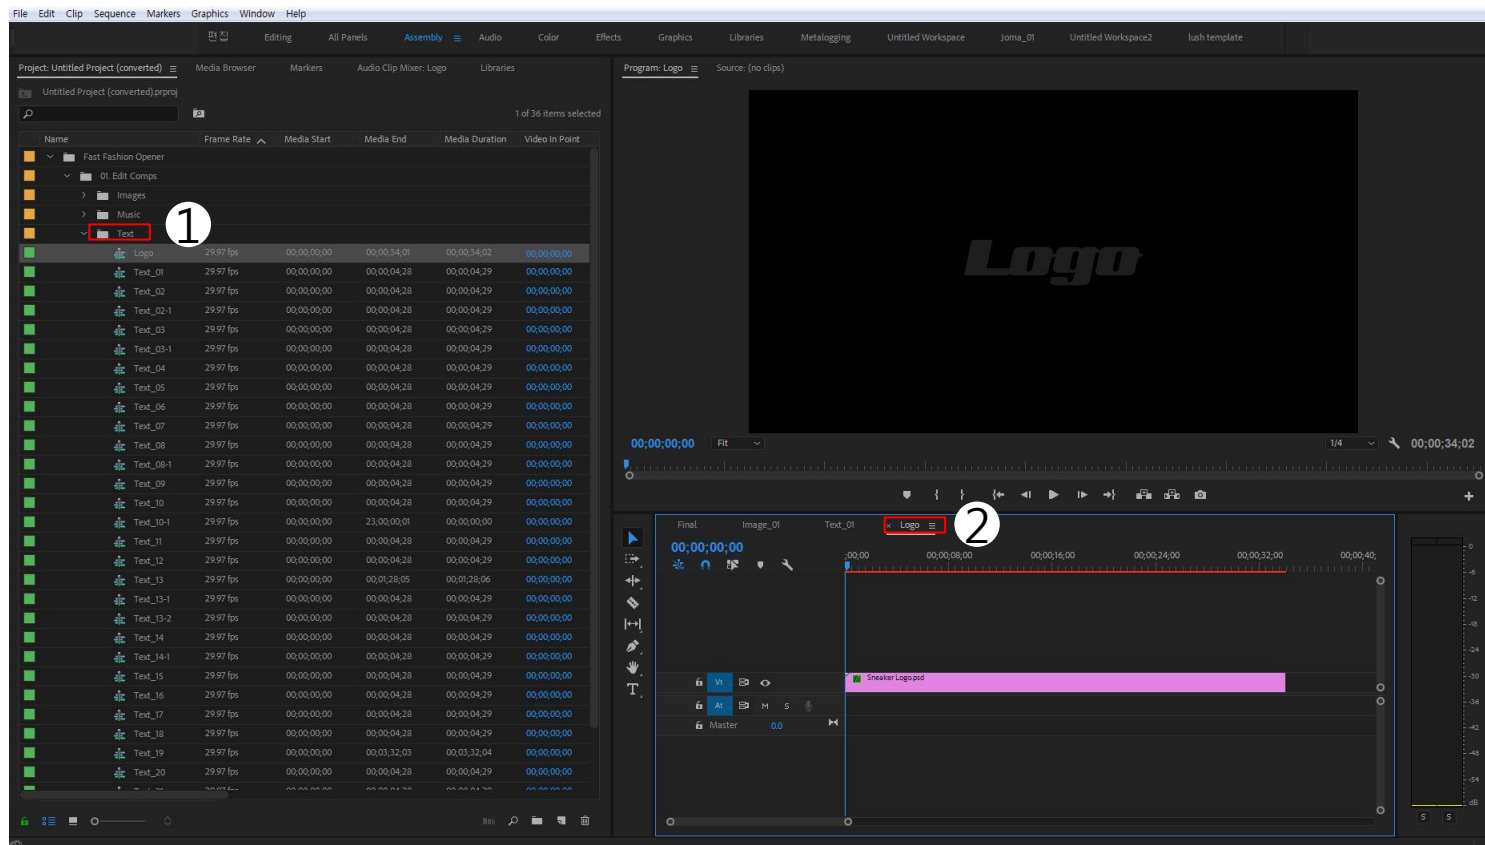 File Edit Clip Sequence Markers Graphics Window Help
편집 Editing All Panels Assembly Audio Color Effects Graphics Libraries Metalogging Untitled Workspace Joma_01 Untitled Workspace2 lush template
Project: Untitled Project (converted) Media Browser Markers Audio Clip Mixer: Logo Libraries
Untitled Project (converted).prproj
1 of 36 items selected
Name Frame Rate Media Start Media End Media Duration Video In Point
Fast Fashion Opener
01. Edit Comps
Images
Music
Text
1
Logo 29.97 fps 00;00;00;00 00;00;34;01 00;00;34;02 00;00;00;00
Text_01 29.97 fps 00;00;00;00 00;00;04;28 00;00;04;29 00;00;00;00
Text_02 29.97 fps 00;00;00;00 00;00;04;28 00;00;04;29 00;00;00;00
Text_02-1 29.97 fps 00;00;00;00 00;00;04;28 00;00;04;29 00;00;00;00
Text_03 29.97 fps 00;00;00;00 00;00;04;28 00;00;04;29 00;00;00;00
Text_03-1 29.97 fps 00;00;00;00 00;00;04;28 00;00;04;29 00;00;00;00
Text_04 29.97 fps 00;00;00;00 00;00;04;28 00;00;04;29 00;00;00;00
Text_05 29.97 fps 00;00;00;00 00;00;04;28 00;00;04;29 00;00;00;00
Text_06 29.97 fps 00;00;00;00 00;00;04;28 00;00;04;29 00;00;00;00
Text_07 29.97 fps 00;00;00;00 00;00;04;28 00;00;04;29 00;00;00;00
Text_08 29.97 fps 00;00;00;00 00;00;04;28 00;00;04;29 00;00;00;00
Text_08-1 29.97 fps 00;00;00;00 00;00;04;28 00;00;04;29 00;00;00;00
Text_09 29.97 fps 00;00;00;00 00;00;04;28 00;00;04;29 00;00;00;00
Text_10 29.97 fps 00;00;00;00 00;00;04;28 00;00;04;29 00;00;00;00
Text_10-1 29.97 fps 00;00;00;00 23;00;00;01 00;00;00;00 00;00;00;00
Text_11 29.97 fps 00;00;00;00 00;00;04;28 00;00;04;29 00;00;00;00
Text_12 29.97 fps 00;00;00;00 00;00;04;28 00;00;04;29 00;00;00;00
Text_13 29.97 fps 00;00;00;00 00;01;28;05 00;01;28;06 00;00;00;00
Text_13-1 29.97 fps 00;00;00;00 00;00;04;28 00;00;04;29 00;00;00;00
Text_13-2 29.97 fps 00;00;00;00 00;00;04;28 00;00;04;29 00;00;00;00
Text_14 29.97 fps 00;00;00;00 00;00;04;28 00;00;04;29 00;00;00;00
Text_14-1 29.97 fps 00;00;00;00 00;00;04;28 00;00;04;29 00;00;00;00
Text_15 29.97 fps 00;00;00;00 00;00;04;28 00;00;04;29 00;00;00;00
Text_16 29.97 fps 00;00;00;00 00;00;04;28 00;00;04;29 00;00;00;00
Text_17 29.97 fps 00;00;00;00 00;00;04;28 00;00;04;29 00;00;00;00
Text_18 29.97 fps 00;00;00;00 00;00;04;28 00;00;04;29 00;00;00;00
Text_19 29.97 fps 00;00;00;00 00;03;32;03 00;03;32;04 00;00;00;00
Text_20 29.97 fps 00;00;00;00 00;00;04;28 00;00;04;29 00;00;00;00
Program: Logo Source: (no clips)
Logo
00;00;00;00 Fit 1/4 00;00;34;02
Final Image_01 Text_01 × Logo
2
00;00;00;00
;00;00 00;00;08;00 00;00;16;00 00;00;24;00 00;00;32;00 00;00;40;
V1 Sneaker Logo.psd
A1 M S
Master 0.0
0
-6
-12
-18
-24
-30
-36
-42
-48
-54
dB
S S